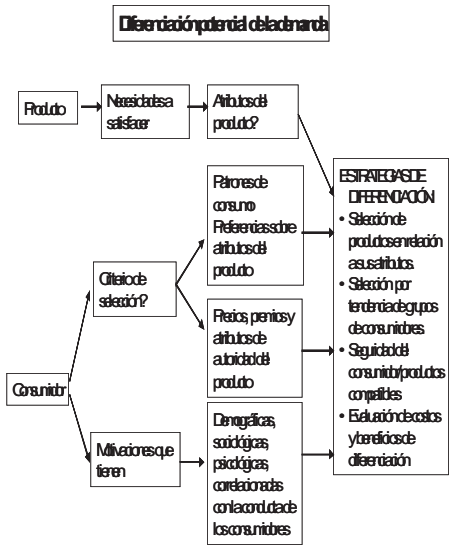 Diferenciación potencial de la demanda
Producto
Necesidades a
satisfacer
Atributos del
producto?
Patrones de
consumo
Preferencias sobre
atributos del
producto
Criterio de
selección?
Precios, premios y
atributos de
autoridad del
producto
Consumidor
Motivaciones que
tienen
Demográficas,
sociológicas,
psicológicas,
correlacionadas
con la conducta de
los consumidores
ESTRATEGIAS DE
DIFERENCIACIÓN
• Selección de
productos en relación
a sus atributos.
• Selección por
tendencia de grupos
de consumidores.
• Seguridad del
consumidor/productos
compatibles
• Evaluación de costos
y beneficios de
diferenciación